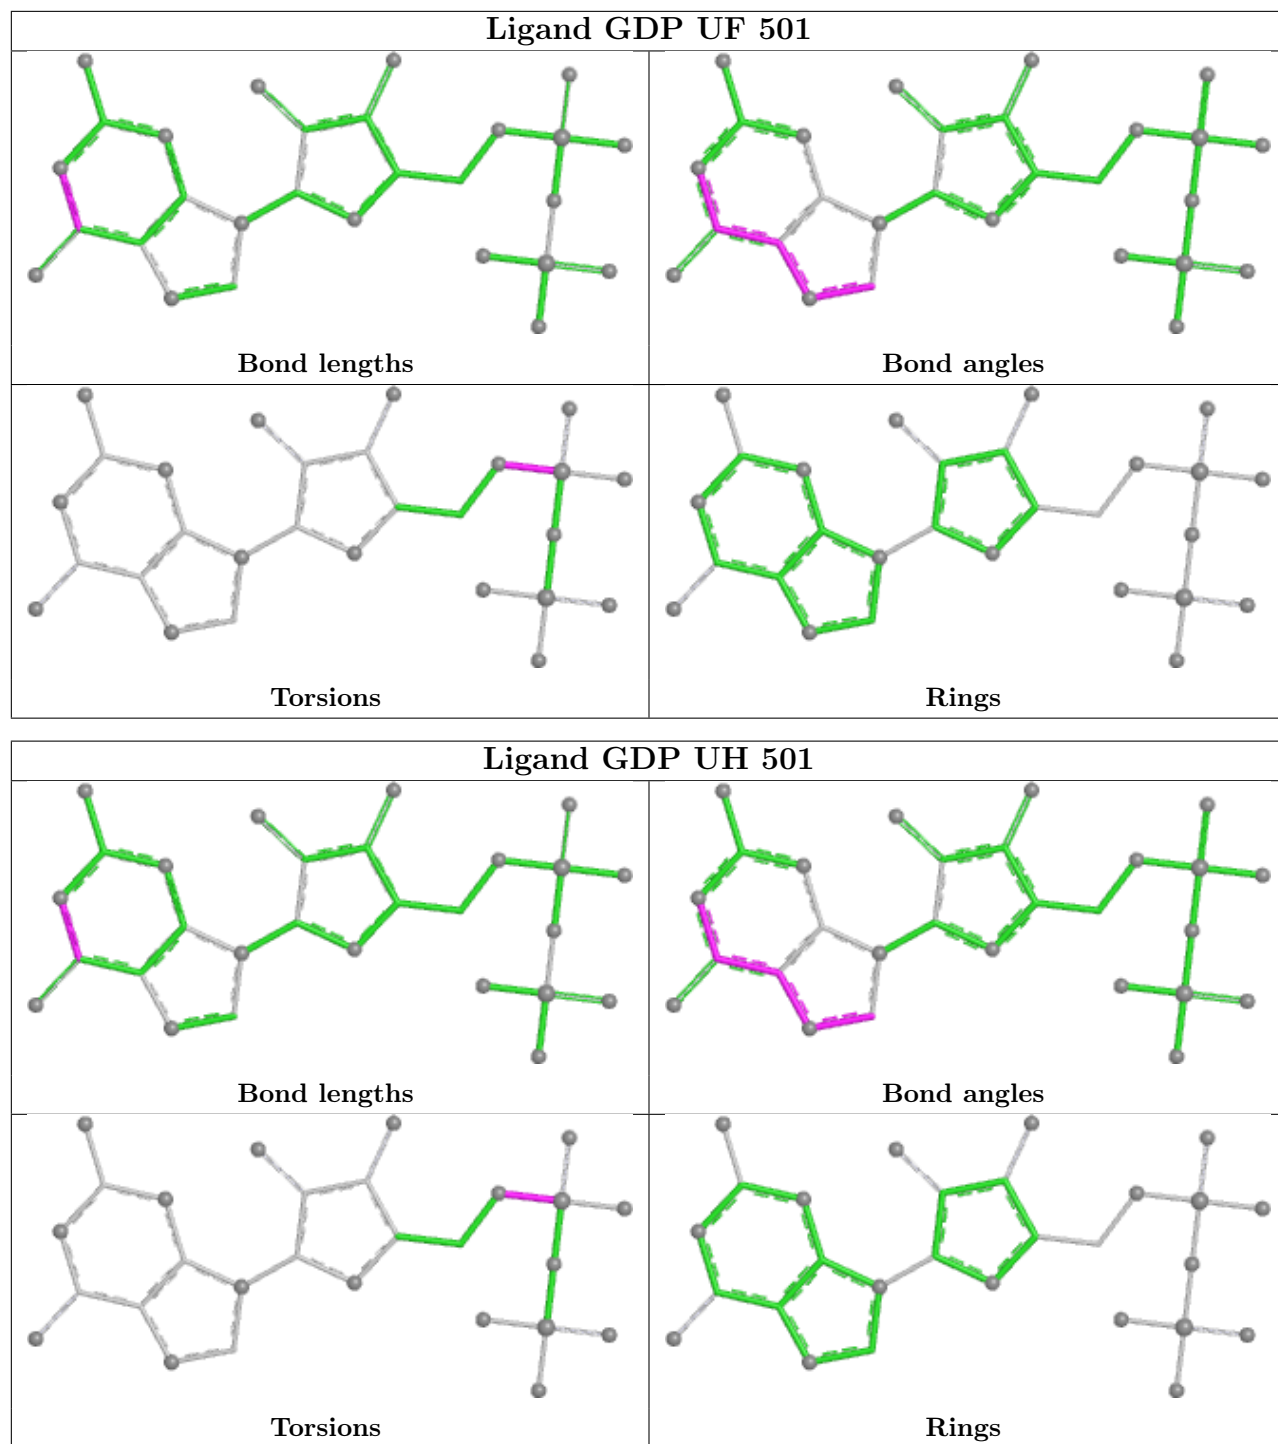 Ligand GDP UF 501
Bond lengths
Bond angles
Torsions
Rings
Ligand GDP UH 501
Bond lengths
Bond angles
Torsions
Rings